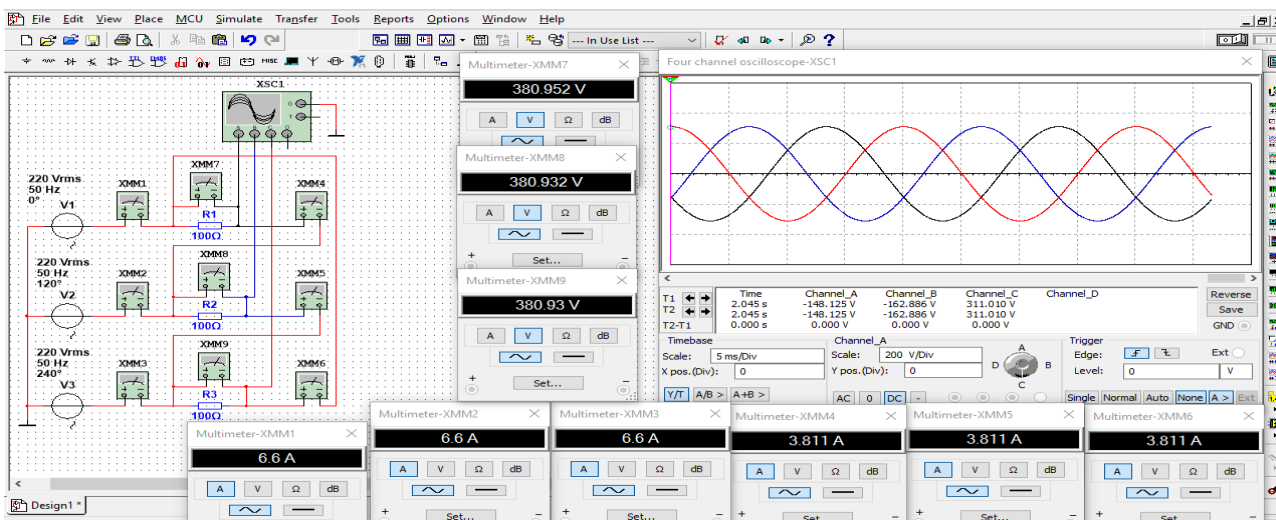 File Edit View Place MCU Simulate Transfer Tools Reports Options Window Help
--- In Use List ---
MISC
XSC1
XMM7
220 Vrms
50 Hz
0°
V1
XMM1
XMM4
R1
100Ω
XMM8
220 Vrms
50 Hz
120°
V2
XMM2
XMM5
R2
100Ω
XMM9
220 Vrms
50 Hz
240°
V3
XMM3
XMM6
R3
100Ω
Design1 *
Multimeter-XMM7
380.952 V
A V Ω dB
Multimeter-XMM8
380.932 V
A V Ω dB
+ Set... −
Multimeter-XMM9
380.93 V
A V Ω dB
+ Set... −
Four channel oscilloscope-XSC1
Time Channel_A Channel_B Channel_C Channel_D
T1 2.045 s -148.125 V -162.886 V 311.010 V
T2 2.045 s -148.125 V -162.886 V 311.010 V
T2-T1 0.000 s 0.000 V 0.000 V 0.000 V
Reverse
Save
GND
Timebase
Scale: 5 ms/Div
X pos.(Div): 0
Y/T A/B > A+B >
Channel_A
Scale: 200 V/Div
Y pos.(Div): 0
AC 0 DC -
A
D B
C
Trigger
Edge: Ext
Level: 0 V
Single Normal Auto None A > Ext
Multimeter-XMM1
6.6 A
A V Ω dB
Multimeter-XMM2
6.6 A
A V Ω dB
+ Set... −
Multimeter-XMM3
6.6 A
A V Ω dB
+ Set... −
Multimeter-XMM4
3.811 A
A V Ω dB
+ Set... −
Multimeter-XMM5
3.811 A
A V Ω dB
+ Set... −
Multimeter-XMM6
3.811 A
A V Ω dB
+ Set... −